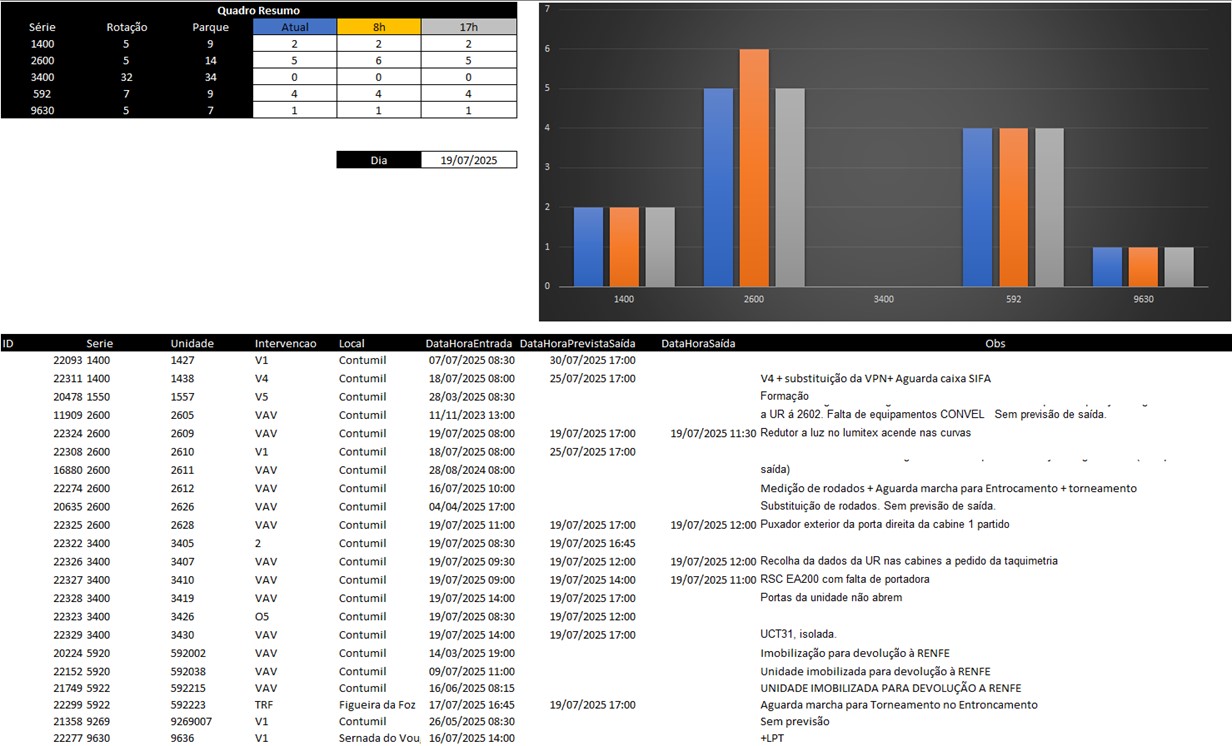 Quadro Resumo
Série Rotação Parque Atual 8h 17h
1400 5 9 2 2 2
2600 5 14 5 6 5
3400 32 34 0 0 0
592 7 9 4 4 4
9630 5 7 1 1 1
Dia 19/07/2025
7
6
5
4
3
2
1
0
1400 2600 3400 592 9630
ID Serie Unidade Intervencao Local DataHoraEntrada DataHoraPrevistaSaída DataHoraSaída Obs
22093 1400 1427 V1 Contumil 07/07/2025 08:30 30/07/2025 17:00
22311 1400 1438 V4 Contumil 18/07/2025 08:00 25/07/2025 17:00 V4 + substituição da VPN+ Aguarda caixa SIFA
20478 1550 1557 V5 Contumil 28/03/2025 08:30 Formação
11909 2600 2605 VAV Contumil 11/11/2023 13:00 a UR á 2602. Falta de equipamentos CONVEL Sem previsão de saída.
22324 2600 2609 VAV Contumil 19/07/2025 08:00 19/07/2025 17:00 19/07/2025 11:30 Redutor a luz no lumitex acende nas curvas
22308 2600 2610 V1 Contumil 18/07/2025 08:00 25/07/2025 17:00
16880 2600 2611 VAV Contumil 28/08/2024 08:00 saída)
22274 2600 2612 VAV Contumil 16/07/2025 10:00 Medição de rodados + Aguarda marcha para Entrocamento + torneamento
20635 2600 2626 VAV Contumil 04/04/2025 17:00 Substituição de rodados. Sem previsão de saída.
22325 2600 2628 VAV Contumil 19/07/2025 11:00 19/07/2025 17:00 19/07/2025 12:00 Puxador exterior da porta direita da cabine 1 partido
22322 3400 3405 2 Contumil 19/07/2025 08:30 19/07/2025 16:45
22326 3400 3407 VAV Contumil 19/07/2025 09:30 19/07/2025 12:00 19/07/2025 12:00 Recolha da dados da UR nas cabines a pedido da taquimetria
22327 3400 3410 VAV Contumil 19/07/2025 09:00 19/07/2025 14:00 19/07/2025 11:00 RSC EA200 com falta de portadora
22328 3400 3419 VAV Contumil 19/07/2025 14:00 19/07/2025 17:00 Portas da unidade não abrem
22323 3400 3426 O5 Contumil 19/07/2025 08:30 19/07/2025 12:00
22329 3400 3430 VAV Contumil 19/07/2025 14:00 19/07/2025 17:00 UCT31, isolada.
20224 5920 592002 VAV Contumil 14/03/2025 19:00 Imobilização para devolução à RENFE
22152 5920 592038 VAV Contumil 09/07/2025 11:00 Unidade imobilizada para devolução à RENFE
21749 5922 592215 VAV Contumil 16/06/2025 08:15 UNIDADE IMOBILIZADA PARA DEVOLUÇÃO A RENFE
22299 5922 592223 TRF Figueira da Foz 17/07/2025 16:45 19/07/2025 17:00 Aguarda marcha para Torneamento no Entroncamento
21358 9269 9269007 V1 Contumil 26/05/2025 08:30 Sem previsão
22277 9630 9636 V1 Sernada do Vou 16/07/2025 14:00 +LPT